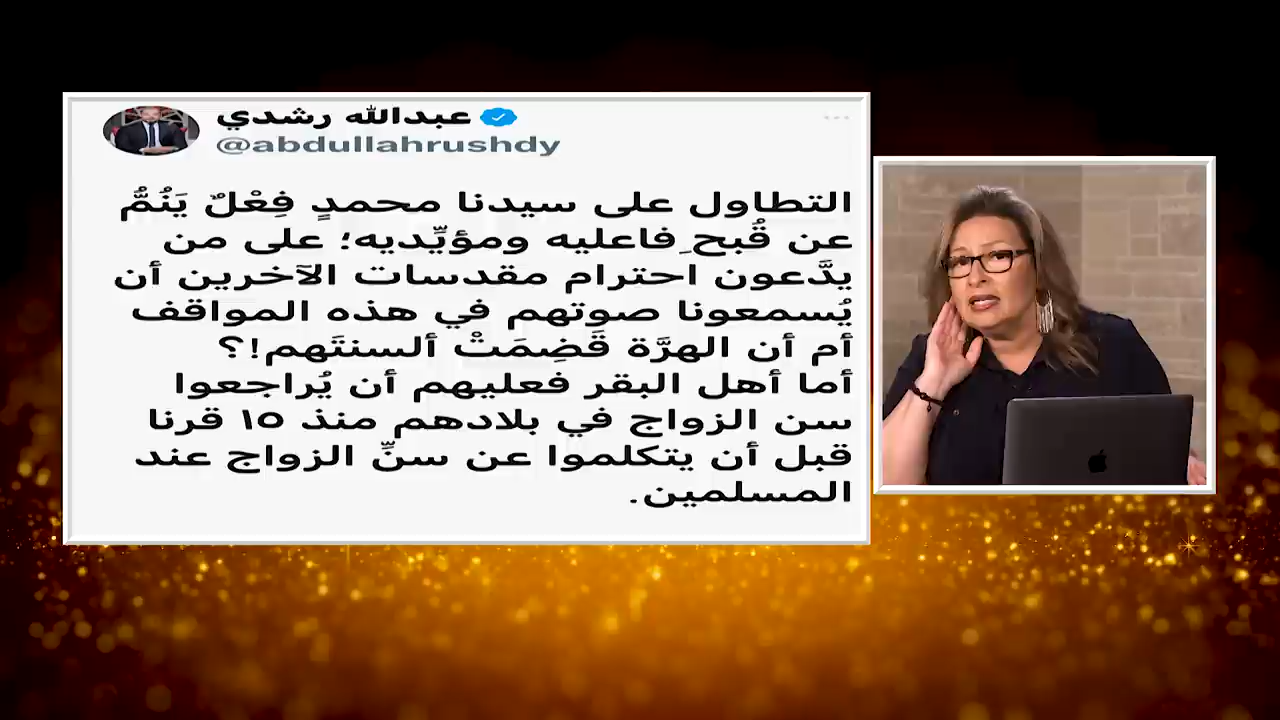 عبدالله رشدي
@abdullahrushdy
التطاول على سيدنا محمدٍ فِعْلٌ يَنُمُّ
عن قُبحِ فاعليه ومؤيِّديه؛ على من
يدَّعون احترام مقدسات الآخرين أن
يُسمعونا صوتهم في هذه المواقف
أم أن الهرَّة قَضِمَتْ ألسنتَهم!؟
أما أهل البقر فعليهم أن يُراجعوا
سن الزواج في بلادهم منذ ١٥ قرنا
قبل أن يتكلموا عن سنِّ الزواج عند
المسلمين.